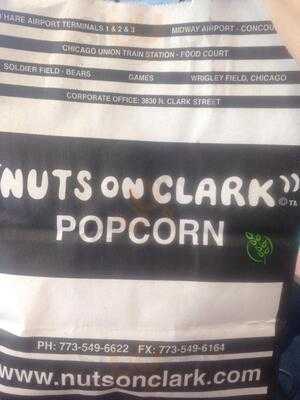 O'HARE AIRPORT TERMINALS 1 & 2 & 3 MIDWAY AIRPORT - CONCOU
CHICAGO UNION TRAIN STATION - FOOD COURT
SOLDIER FIELD - BEARS GAMES WRIGLEY FIELD, CHICAGO
CORPORATE OFFICE: 3830 N. CLARK STREET
"NUTS ON CLARK" ©™
POPCORN
PH: 773-549-6622 FX: 773-549-6164
www.nutsonclark.com